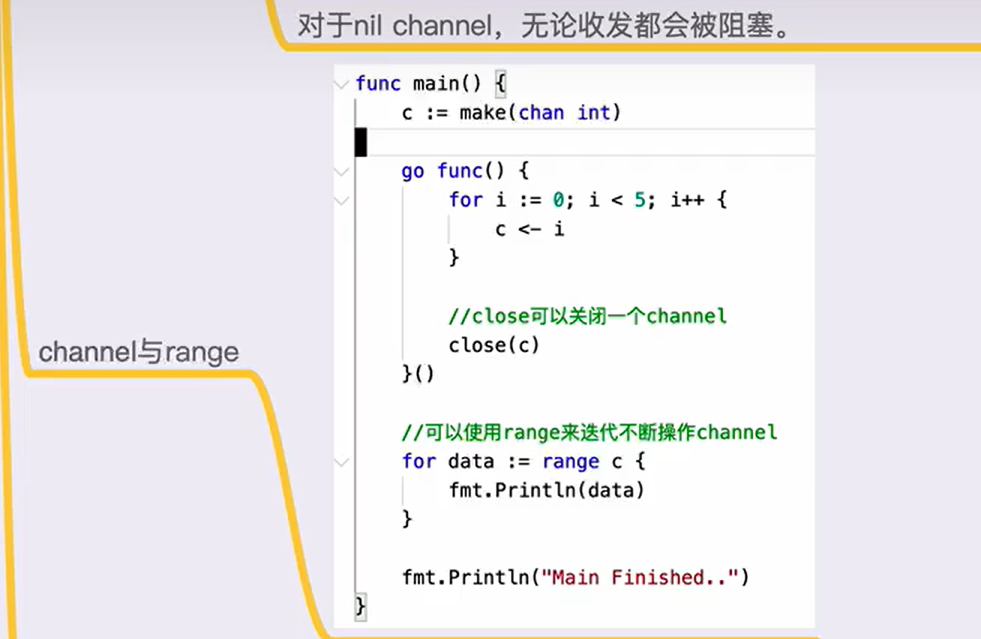 对于nil channel，无论收发都会被阻塞。
func main() {
    c := make(chan int)

    go func() {
        for i := 0; i < 5; i++ {
            c <- i
        }

        //close可以关闭一个channel
        close(c)
    }()

channel与range
    //可以使用range来迭代不断操作channel
    for data := range c {
        fmt.Println(data)
    }

    fmt.Println("Main Finished..")
}